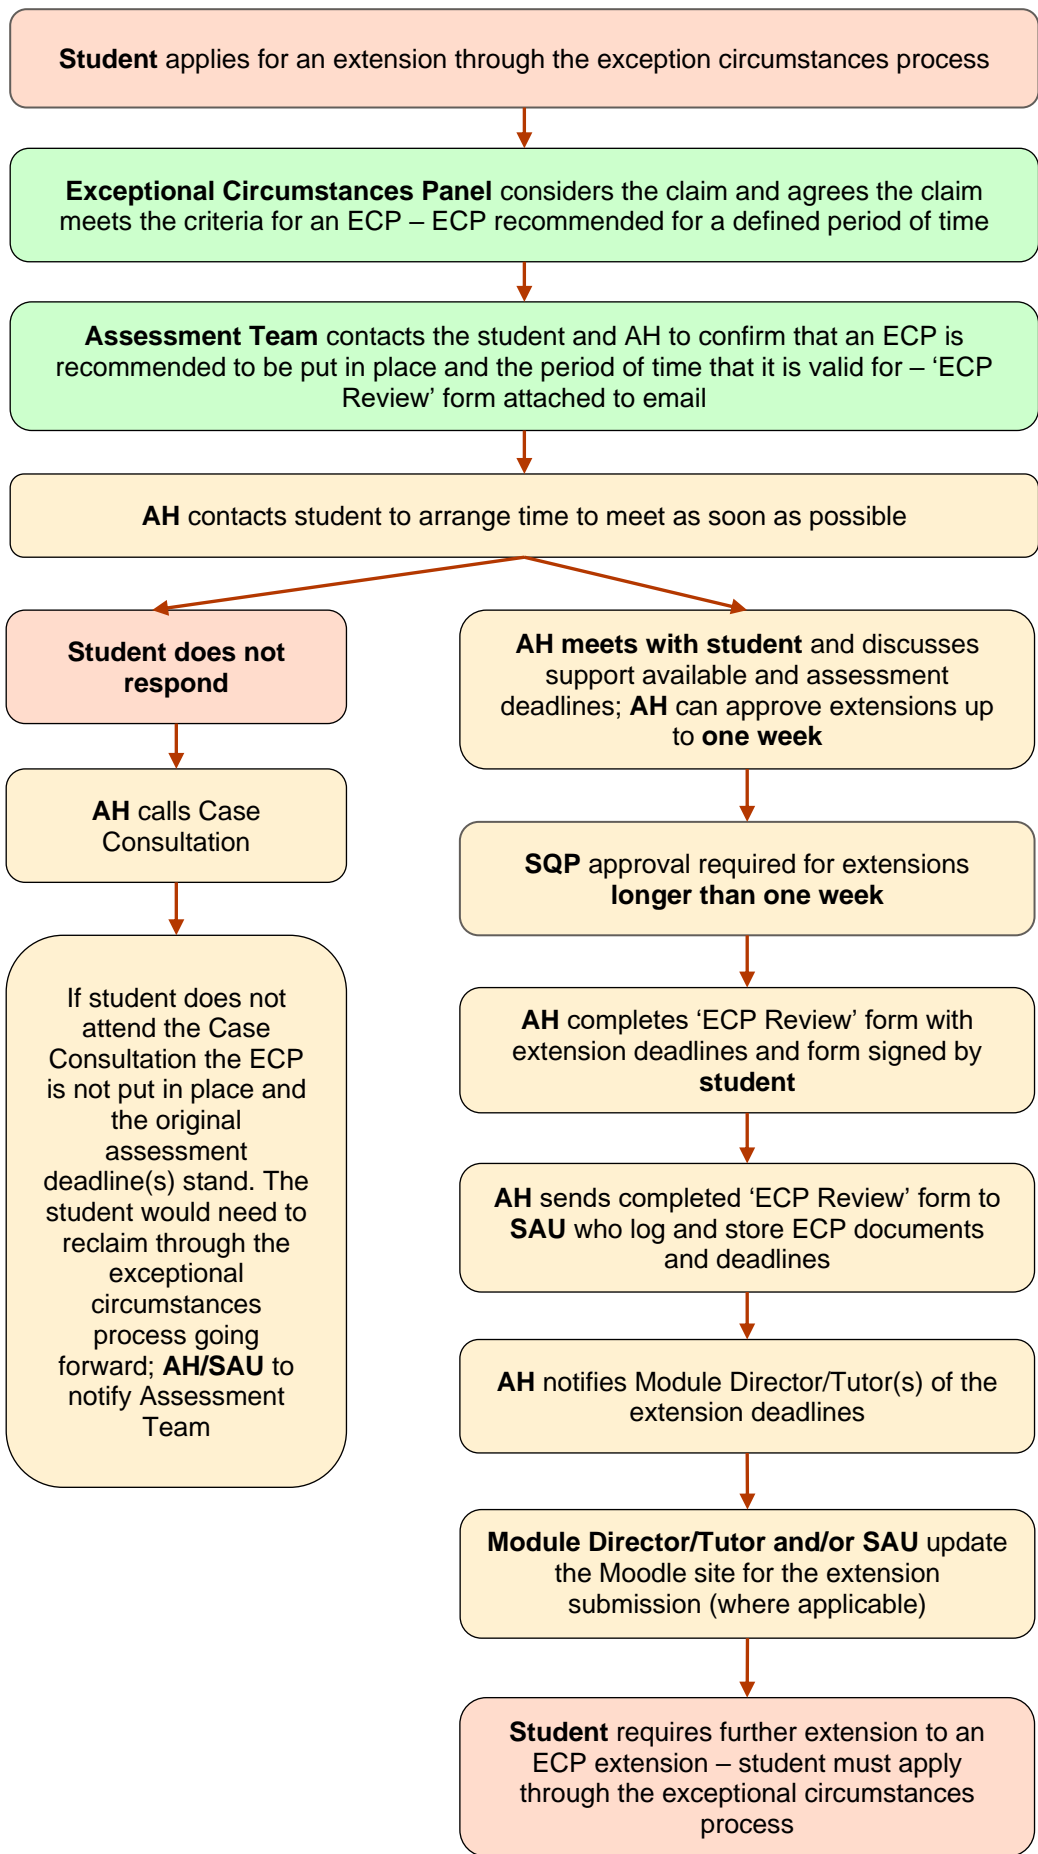 Student applies for an extension through the exception circumstances process
Exceptional Circumstances Panel considers the claim and agrees the claim
meets the criteria for an ECP – ECP recommended for a defined period of time
Assessment Team contacts the student and AH to confirm that an ECP is
recommended to be put in place and the period of time that it is valid for – ‘ECP
Review’ form attached to email
AH contacts student to arrange time to meet as soon as possible
Student does not
respond
AH calls Case
Consultation
If student does not
attend the Case
Consultation the ECP
is not put in place and
the original
assessment
deadline(s) stand. The
student would need to
reclaim through the
exceptional
circumstances
process going
forward; AH/SAU to
notify Assessment
Team
AH meets with student and discusses
support available and assessment
deadlines; AH can approve extensions up
to one week
SQP approval required for extensions
longer than one week
AH completes ‘ECP Review’ form with
extension deadlines and form signed by
student
AH sends completed ‘ECP Review’ form to
SAU who log and store ECP documents
and deadlines
AH notifies Module Director/Tutor(s) of the
extension deadlines
Module Director/Tutor and/or SAU update
the Moodle site for the extension
submission (where applicable)
Student requires further extension to an
ECP extension – student must apply
through the exceptional circumstances
process